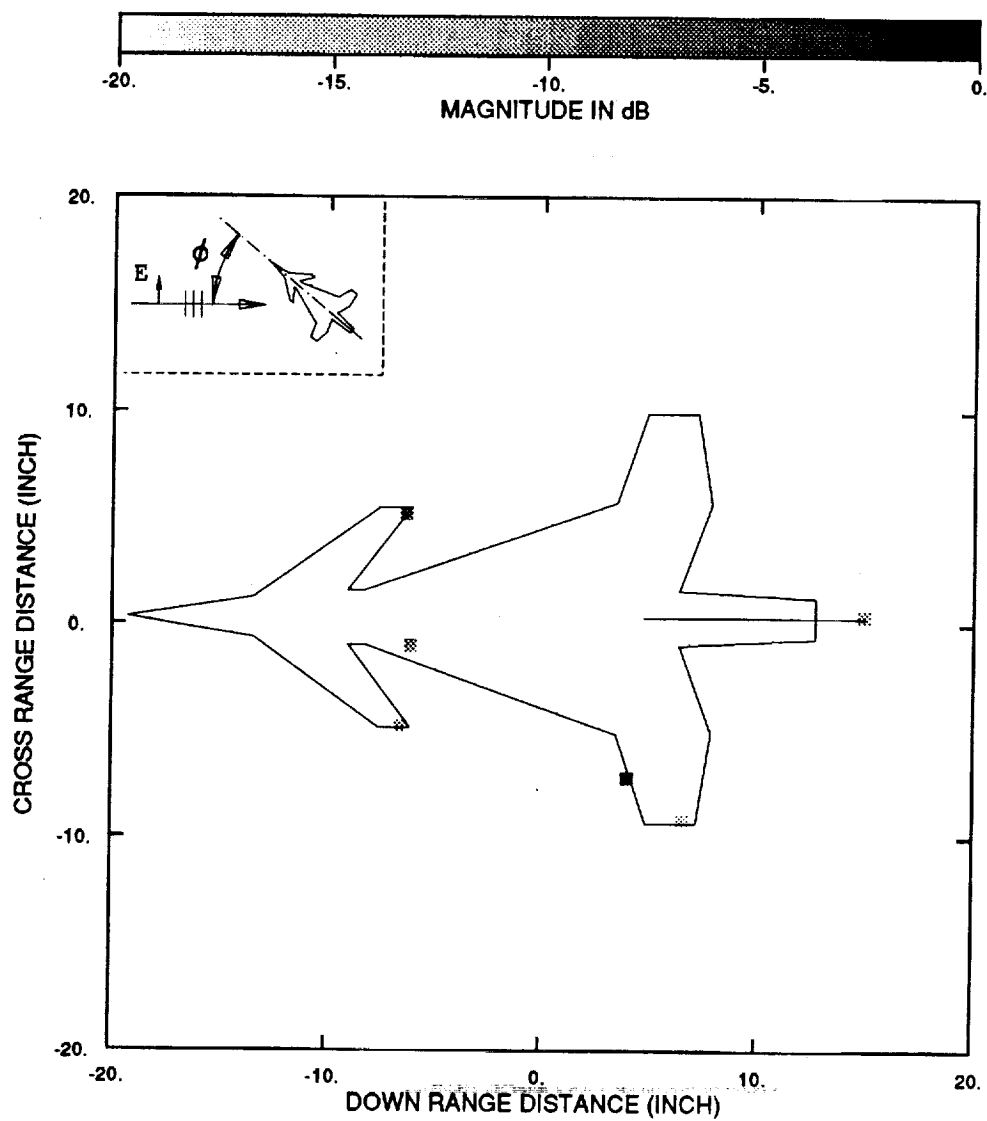 -20. -15. -10. -5. 0.
MAGNITUDE IN dB
20.
ϕ
E
10.
0.
-10.
-20.
CROSS RANGE DISTANCE (INCH)
-20. -10. 0. 10. 20.
DOWN RANGE DISTANCE (INCH)